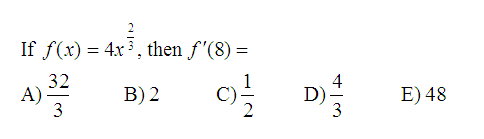 If f(x) = 4x^{2/3}, then f'(8) =
A) 32/3 B) 2 C) 1/2 D) 4/3 E) 48